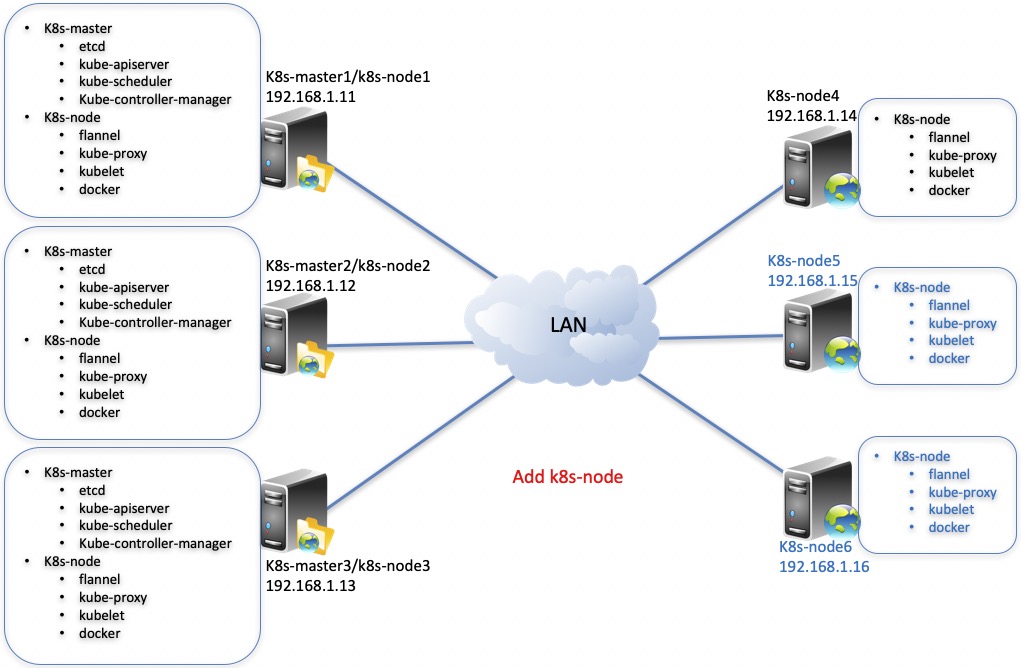 K8s-master
etcd
kube-apiserver
kube-scheduler
Kube-controller-manager
K8s-node
flannel
kube-proxy
kubelet
docker
K8s-master1/k8s-node1
192.168.1.11
K8s-master
etcd
kube-apiserver
kube-scheduler
Kube-controller-manager
K8s-node
flannel
kube-proxy
kubelet
docker
K8s-master2/k8s-node2
192.168.1.12
K8s-master
etcd
kube-apiserver
kube-scheduler
Kube-controller-manager
K8s-node
flannel
kube-proxy
kubelet
docker
K8s-master3/k8s-node3
192.168.1.13
LAN
Add k8s-node
K8s-node4
192.168.1.14
K8s-node
flannel
kube-proxy
kubelet
docker
K8s-node5
192.168.1.15
K8s-node
flannel
kube-proxy
kubelet
docker
K8s-node6
192.168.1.16
K8s-node
flannel
kube-proxy
kubelet
docker